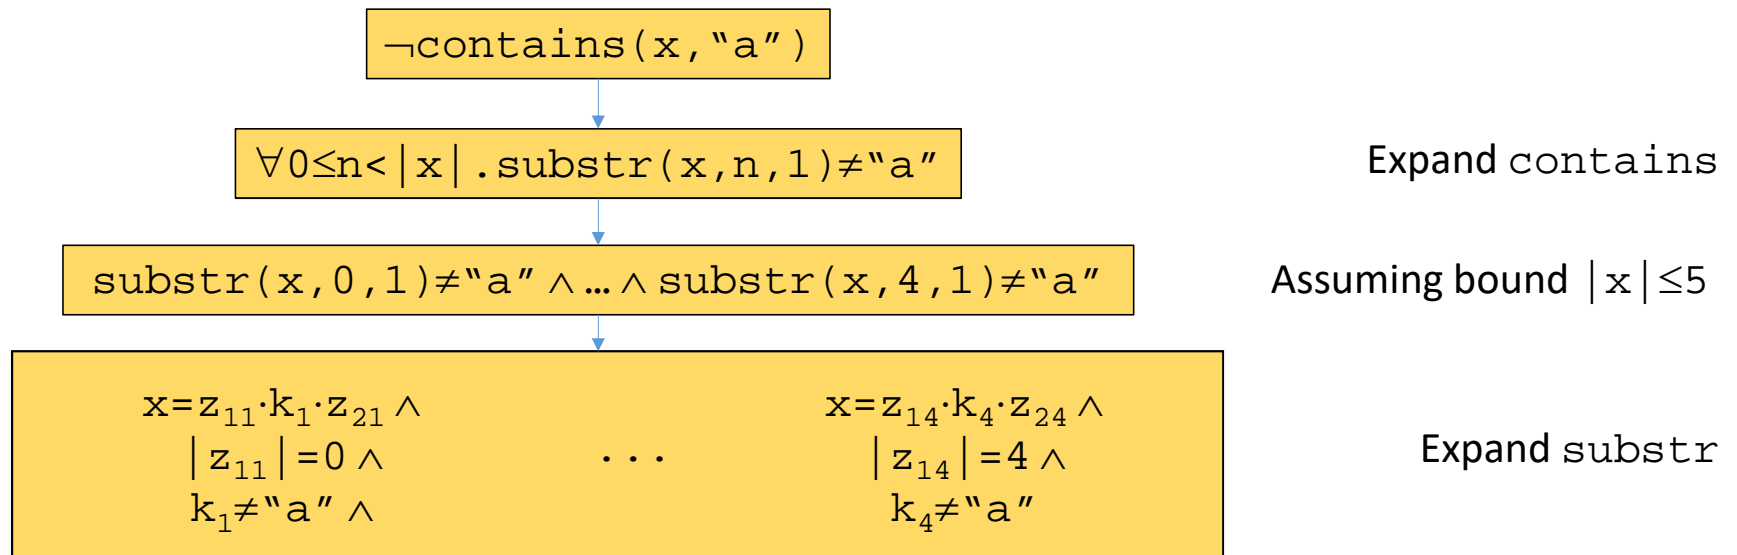 ¬contains(x,“a”)
∀0≤n<|x|.substr(x,n,1)≠“a” Expand contains
substr(x,0,1)≠“a” ∧ … ∧ substr(x,4,1)≠“a” Assuming bound |x|≤5
x=z₁₁·k₁·z₂₁ ∧ x=z₁₄·k₄·z₂₄ ∧
|z₁₁|=0 ∧ ... |z₁₄|=4 ∧ Expand substr
k₁≠“a” ∧ k₄≠“a”